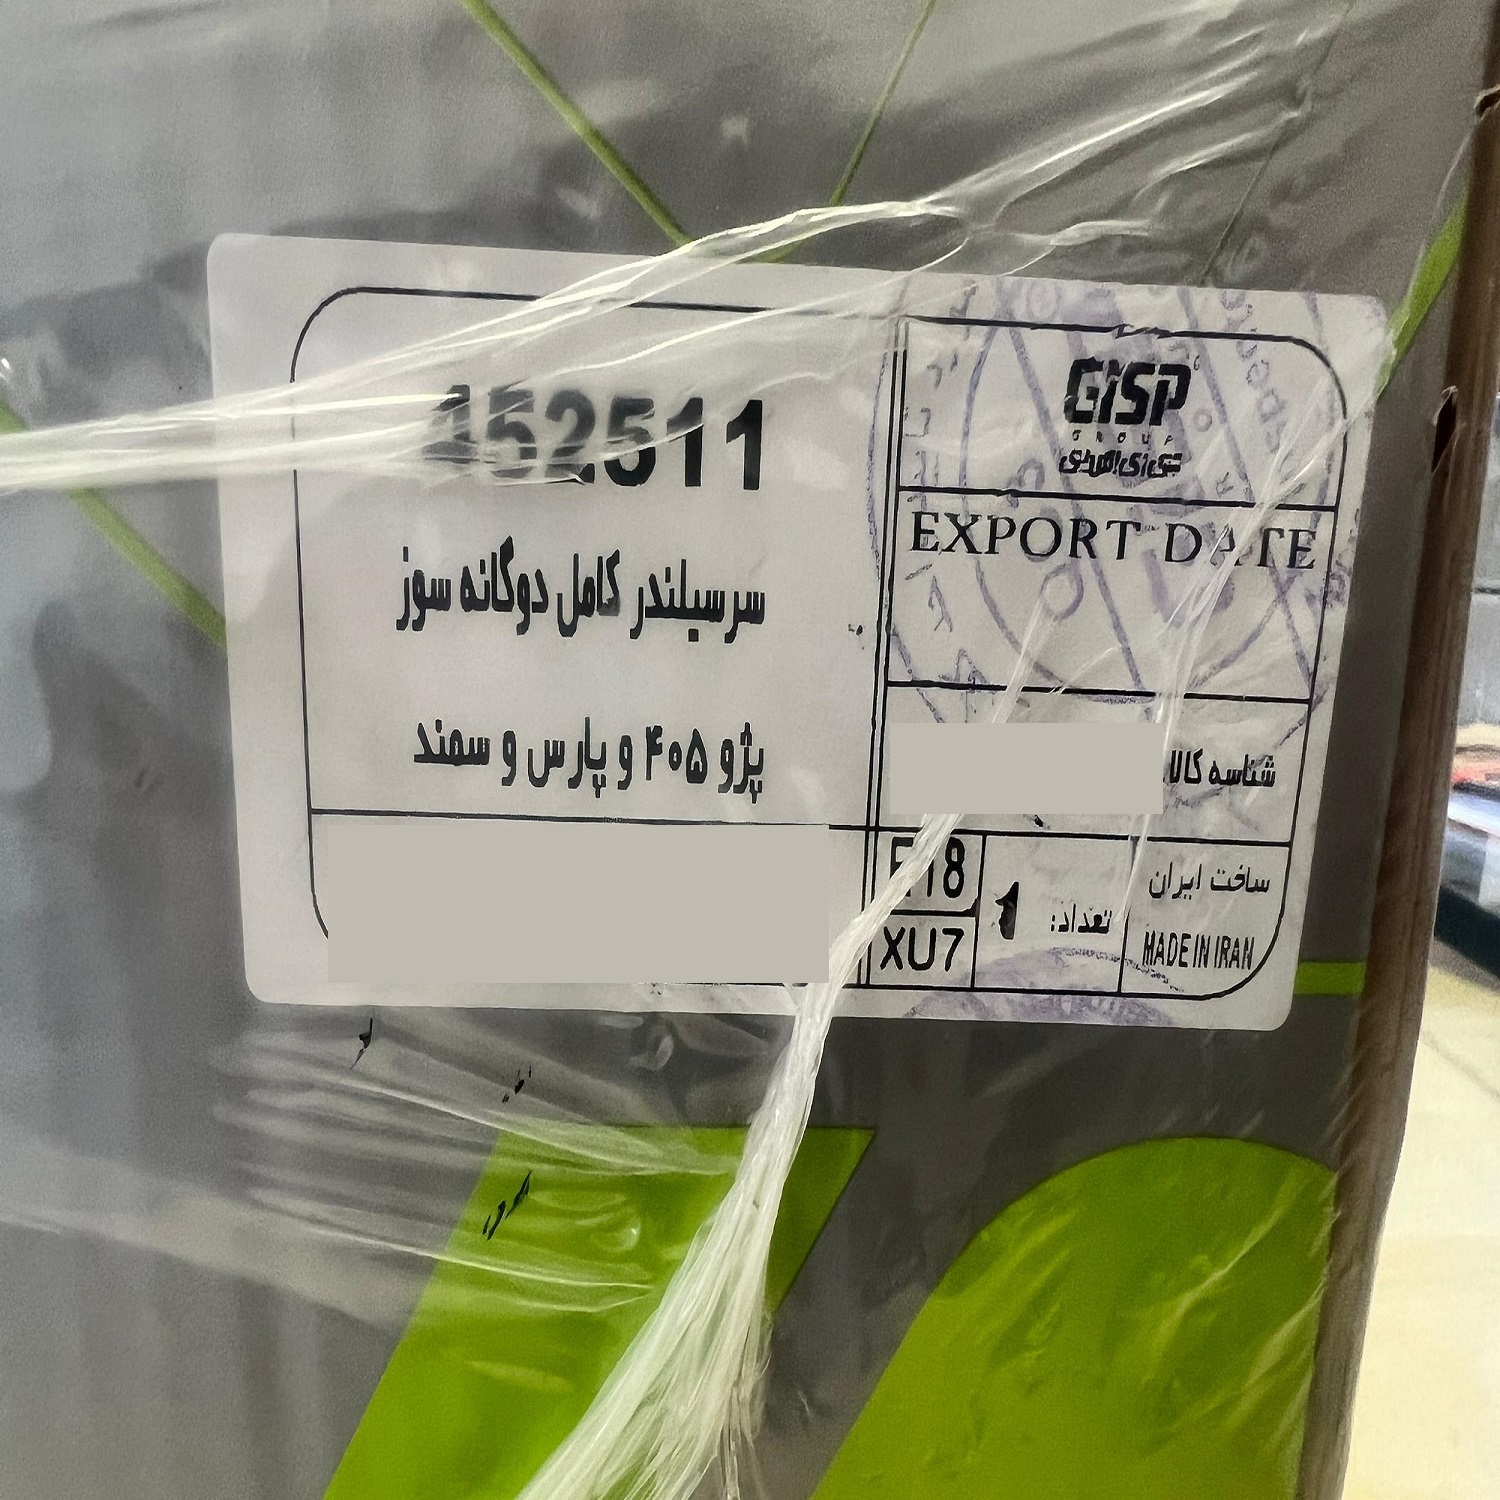 452511
سرسیلندر کامل دوگانه سوز
پژو ۴۰۵ و پارس و سمند
GISP
GROUP
EXPORT DATE
شناسه کالا:
XU7
تعداد: 1
ساخت ایران
MADE IN IRAN